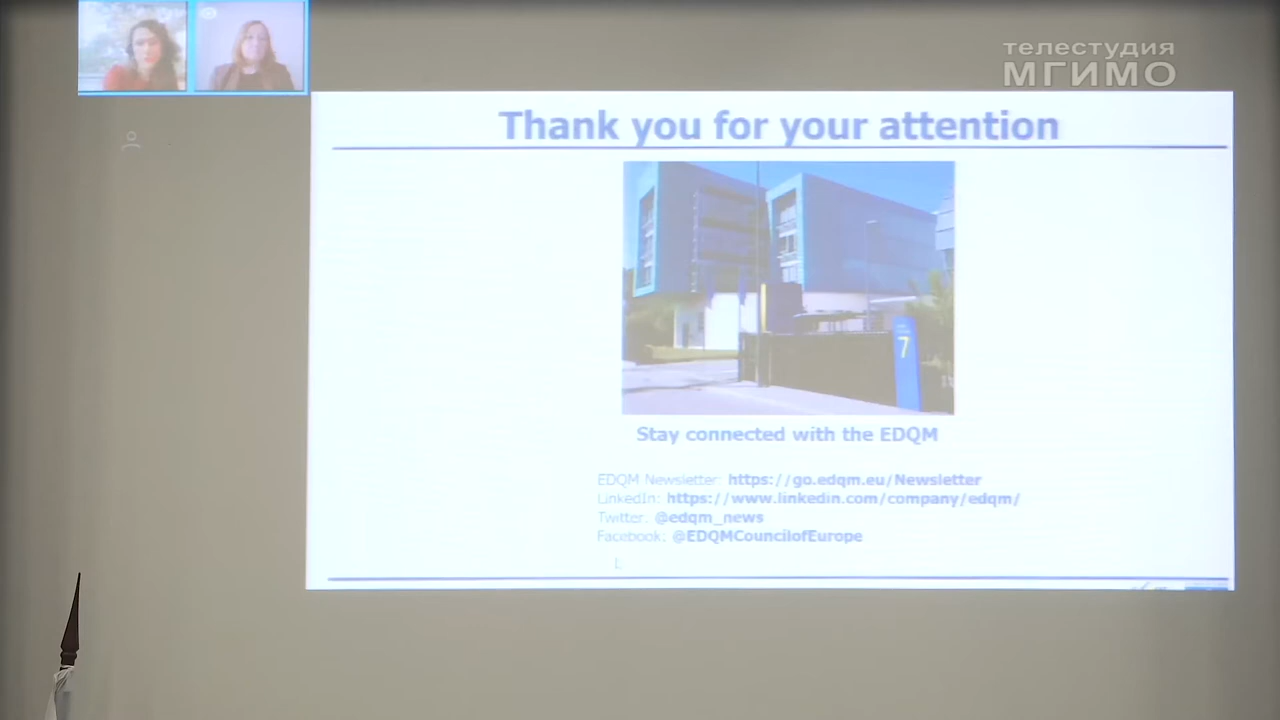 телестудия
МГИМО
Thank you for your attention
7
Stay connected with the EDQM
EDQM Newsletter: https://go.edqm.eu/Newsletter
LinkedIn: https://www.linkedin.com/company/edqm/
Twitter: @edqm_news
Facebook: @EDQMCouncilofEurope